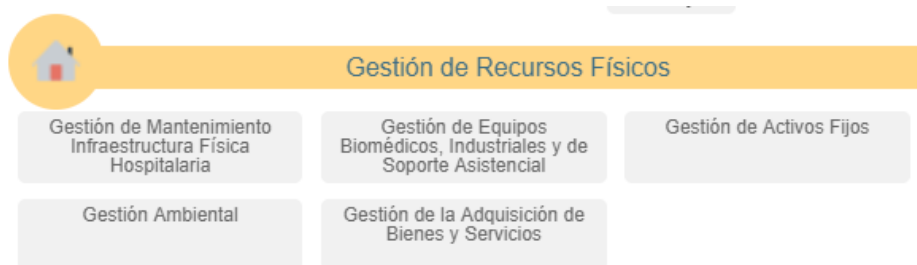 Gestión de Recursos Físicos
Gestión de Mantenimiento
Infraestructura Física
Hospitalaria
Gestión de Equipos
Biomédicos, Industriales y de
Soporte Asistencial
Gestión de Activos Fijos
Gestión Ambiental
Gestión de la Adquisición de
Bienes y Servicios